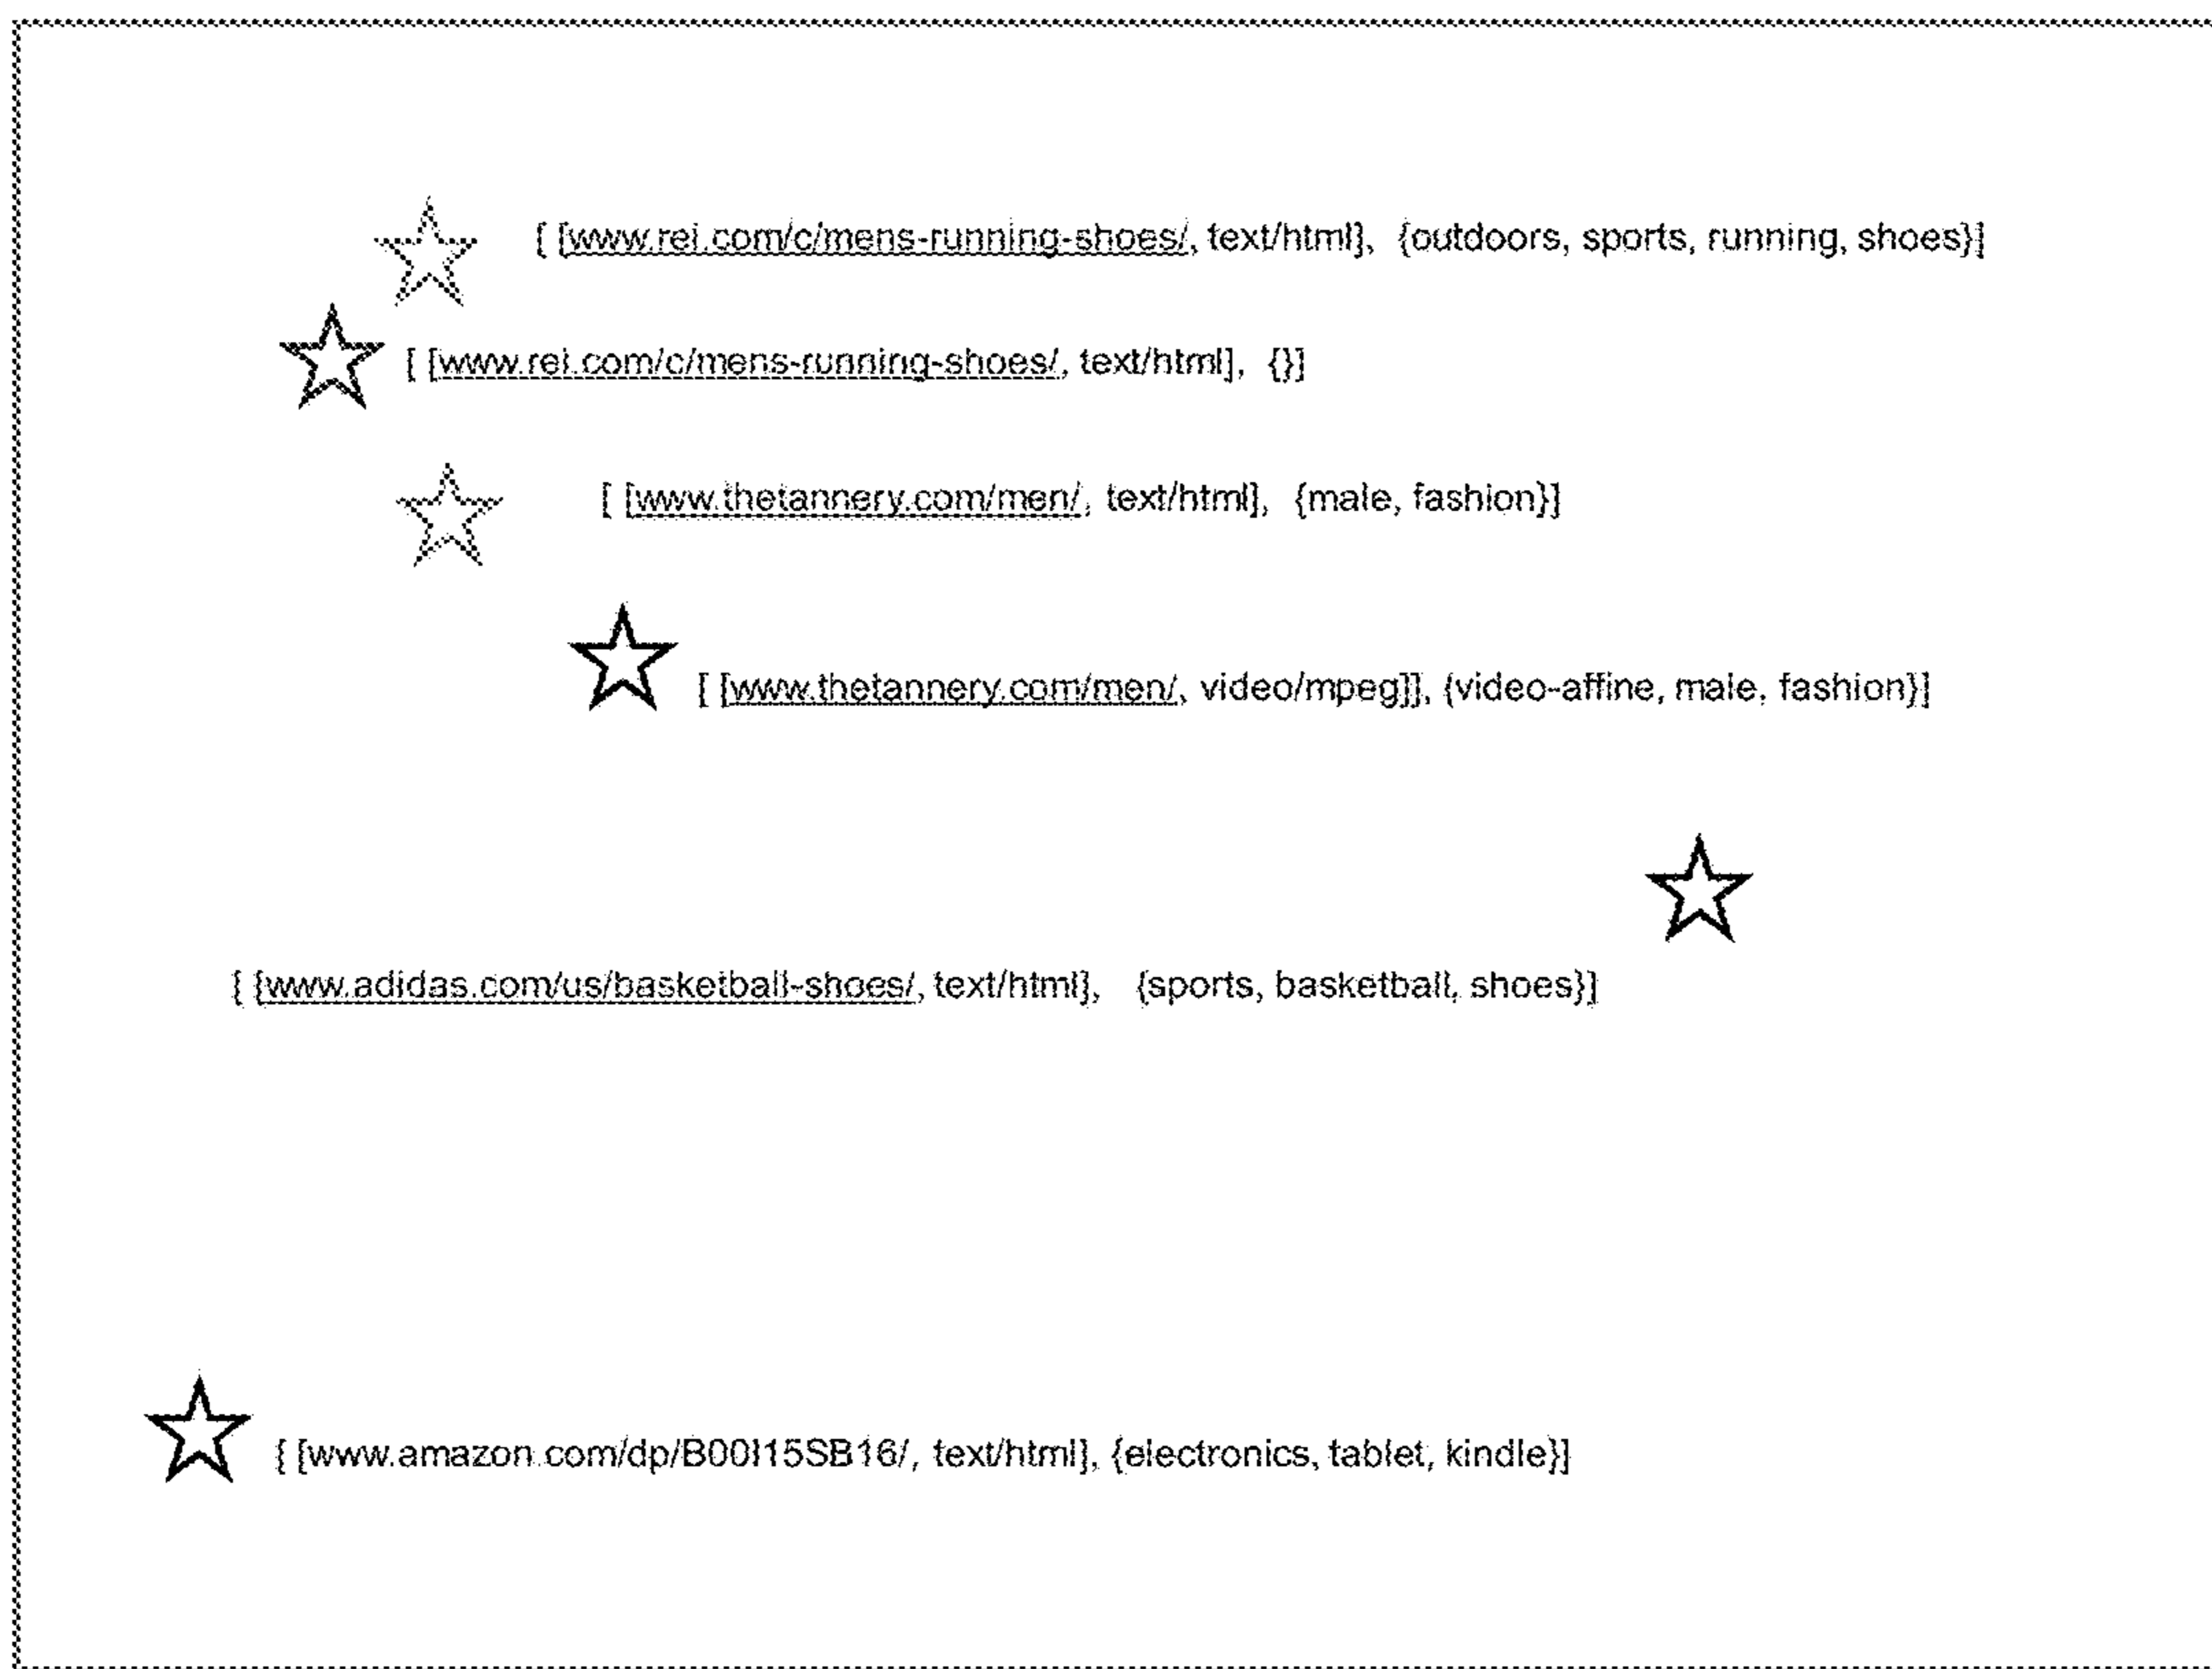 [ [www.rei.com/c/mens-running-shoes/, text/html], {outdoors, sports, running, shoes}]
[ [www.rei.com/c/mens-running-shoes/, text/html], {}]
[ [www.thetannery.com/men/, text/html], {male, fashion}]
[ [www.thetannery.com/men/, video/mpeg]], {video-affine, male, fashion}]
[ [www.adidas.com/us/basketball-shoes/, text/html], {sports, basketball, shoes}]
[ [www.amazon.com/dp/B00I15SB16/, text/html], {electronics, tablet, kindle}]